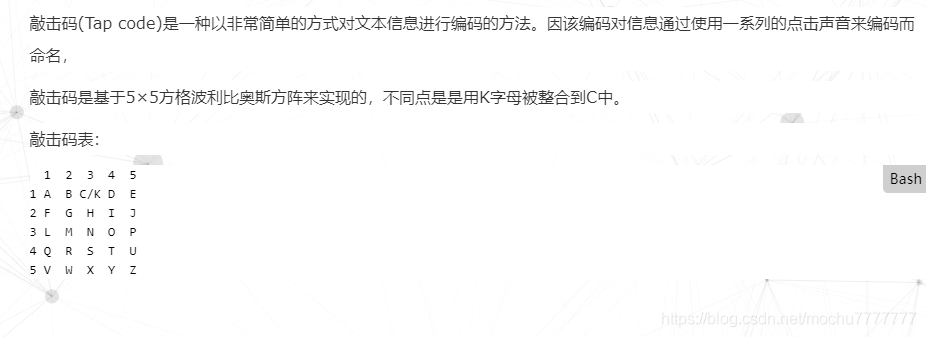 敲击码(Tap code)是一种以非常简单的方式对文本信息进行编码的方法。因该编码对信息通过使用一系列的点击声音来编码而
命名，
敲击码是基于5×5方格波利比奥斯方阵来实现的，不同点是是用K字母被整合到C中。
敲击码表：
1 2 3 4 5
Bash
1 A B C/K D E
2 F G H I J
3 L M N O P
4 Q R S T U
5 V W X Y Z
https://blog.csdn.net/mochu7777777